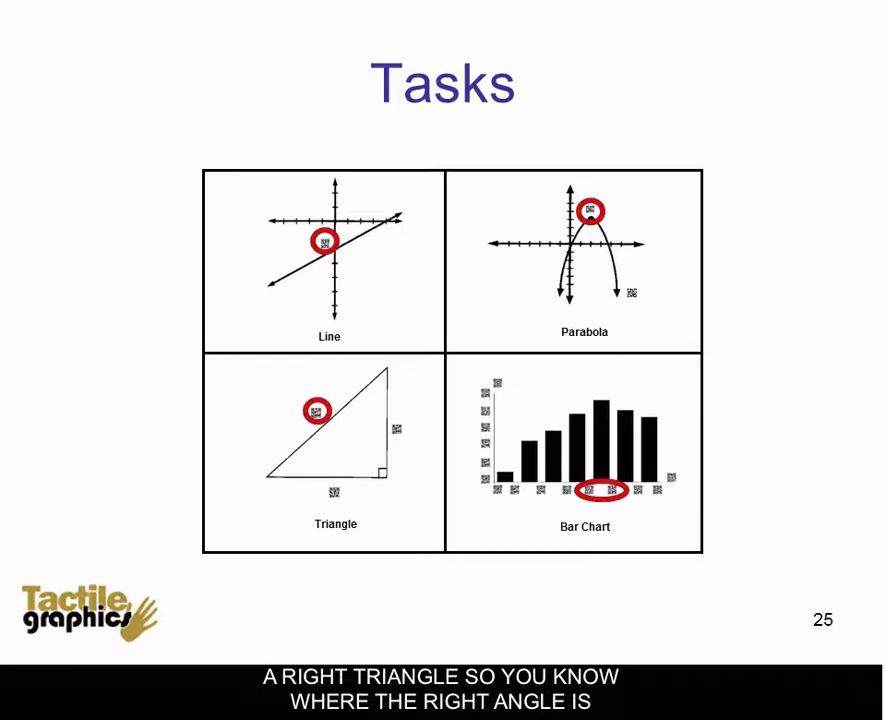 Tasks
Line
Parabola
Triangle
Bar Chart
Tactile
graphics
25
A RIGHT TRIANGLE SO YOU KNOW
WHERE THE RIGHT ANGLE IS